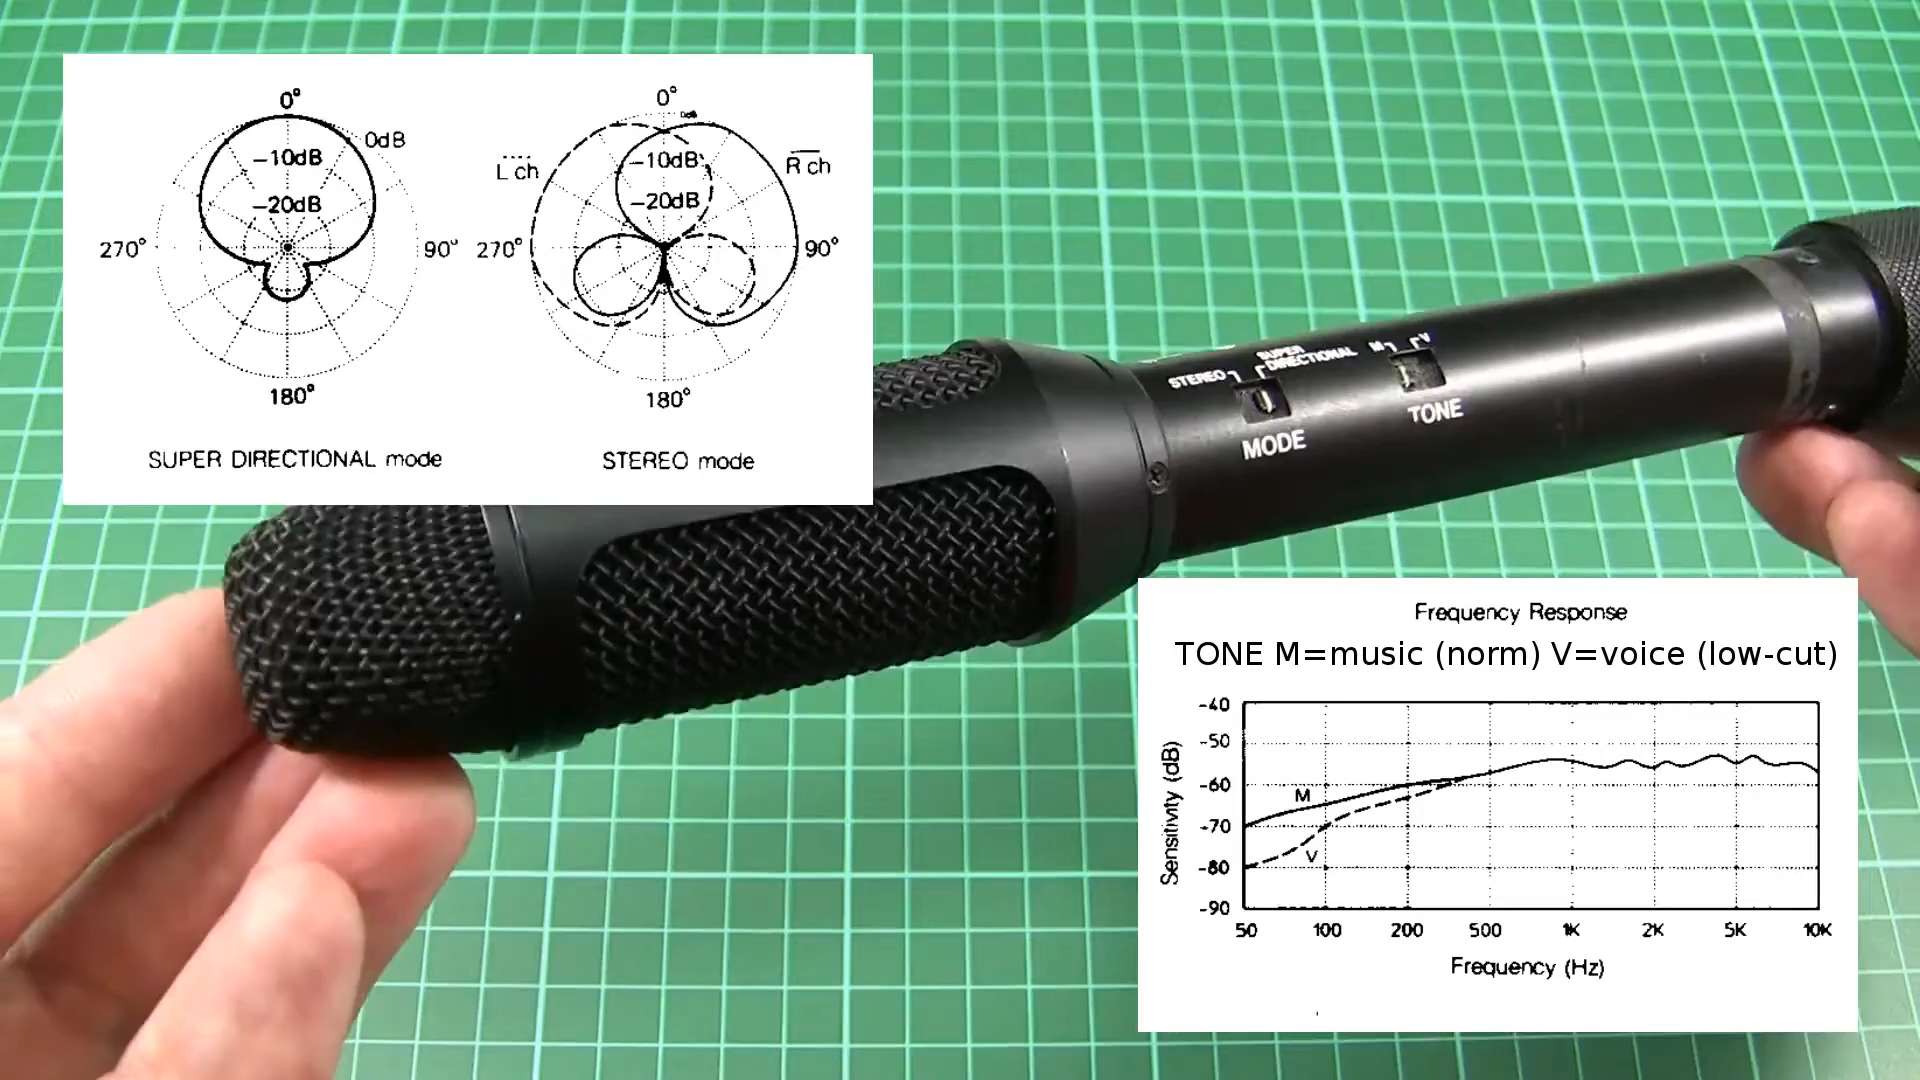 0°
0dB
−10dB
−20dB
270°
90°
180°
SUPER DIRECTIONAL mode
0°
0dB
L ch
−10dB
R ch
−20dB
270°
90°
180°
STEREO mode
STEREO
SUPER
DIRECTIONAL
MODE
M
V
TONE
Frequency Response
TONE M=music (norm) V=voice (low-cut)
Sensitivity (dB)
-40
-50
-60
-70
-80
-90
M
V
50 100 200 500 1K 2K 5K 10K
Frequency (Hz)